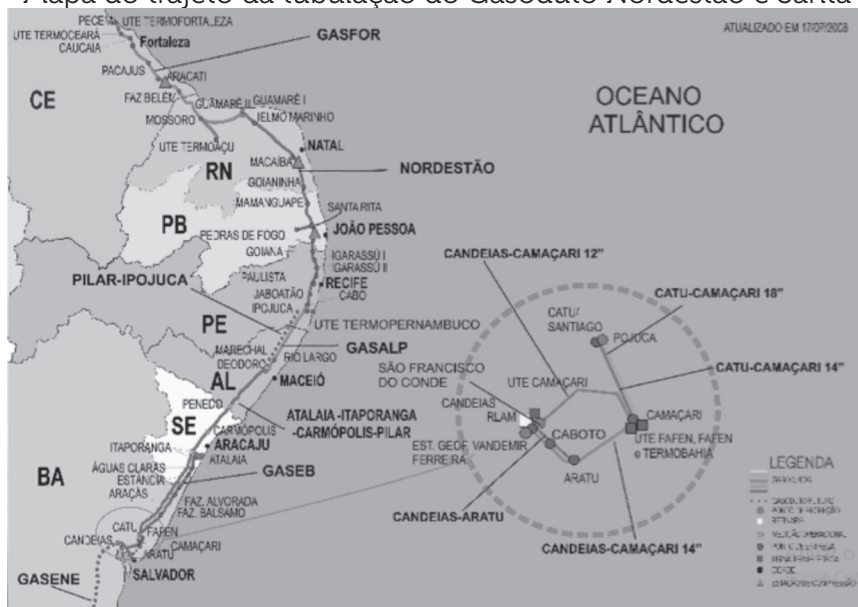 Mapa do trajeto da tubulação do Gasoduto Nordestão e
ATUALIZADO EM 17/07/2008
PECEM
UTE TERMOFORTALEZA
UTE TERMOCEARÁ
CAUCAIA
Fortaleza
GASFOR
PACAJUS
ARACATI
FAZ BELÉM
CE
GUAMARÉ II
GUAMARÉ I
MOSSORO
IELMO MARINHO
UTE TERMOAÇU
NATAL
OCEANO
ATLÂNTICO
MACAÍBA
RN
NORDESTÃO
GOIANINHA
MAMANGUAPE
SANTA RITA
PB
PEDRAS DE FOGO
JOÃO PESSOA
GOIANA
IGARASSÚ I
IGARASSÚ II
PILAR-IPOJUCA
PAULISTA
RECIFE
JABOATÃO
CABO
IPOJUCA
PE
UTE TERMOPERNAMBUCO
MARECHAL
DEODORO
RIO LARGO
GASALP
AL
MACEIÓ
PENEDO
ATALAIA -ITAPORANGA
-CARMÓPOLIS-PILAR
SE
CARMÓPOLIS
ITAPORANGA
ARACAJU
ATALAIA
ÁGUAS CLARAS
ESTÂNCIA
ARAÇÁS
GASEB
BA
FAZ. ALVORADA
FAZ. BALSAMO
CATU
FAFEN
CANDEIAS
CAMAÇARI
ARATU
SALVADOR
GASENE
CANDEIAS-CAMAÇARI 12"
CATU-CAMAÇARI 18"
CATU/
SANTIAGO
POJUCA
CATU-CAMAÇARI 14"
SÃO FRANCISCO
DO CONDE
UTE CAMAÇARI
CANDEIAS
RLAM
CAMAÇARI
CABOTO
EST. GEOF. VANDEMIR
FERREIRA
UTE FAFEN, FAFEN
e TERMOBAHIA
ARATU
CANDEIAS-ARATU
CANDEIAS-CAMAÇARI 14"
LEGENDA
CIDADE